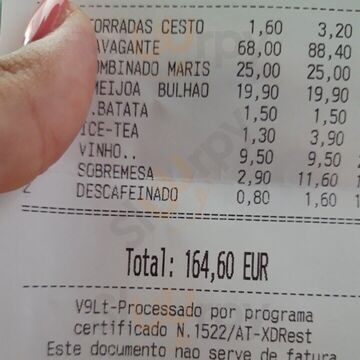 TORRADAS CESTO 1,60 3,20
AVAGANTE 68,00 88,40
OMBINADO MARIS 25,00 25,00
MEIJOA BULHAO 19,90 19,90
.BATATA 1,50 1,50
ICE-TEA 1,30 3,90
VINHO.. 9,50 9,50
SOBREMESA 2,90 11,60
2 DESCAFEINADO 0,80 1,60
Total: 164,60 EUR
V9Lt-Processado por programa
certificado N.1522/AT-XDRest
Este documento nao serve de fatura